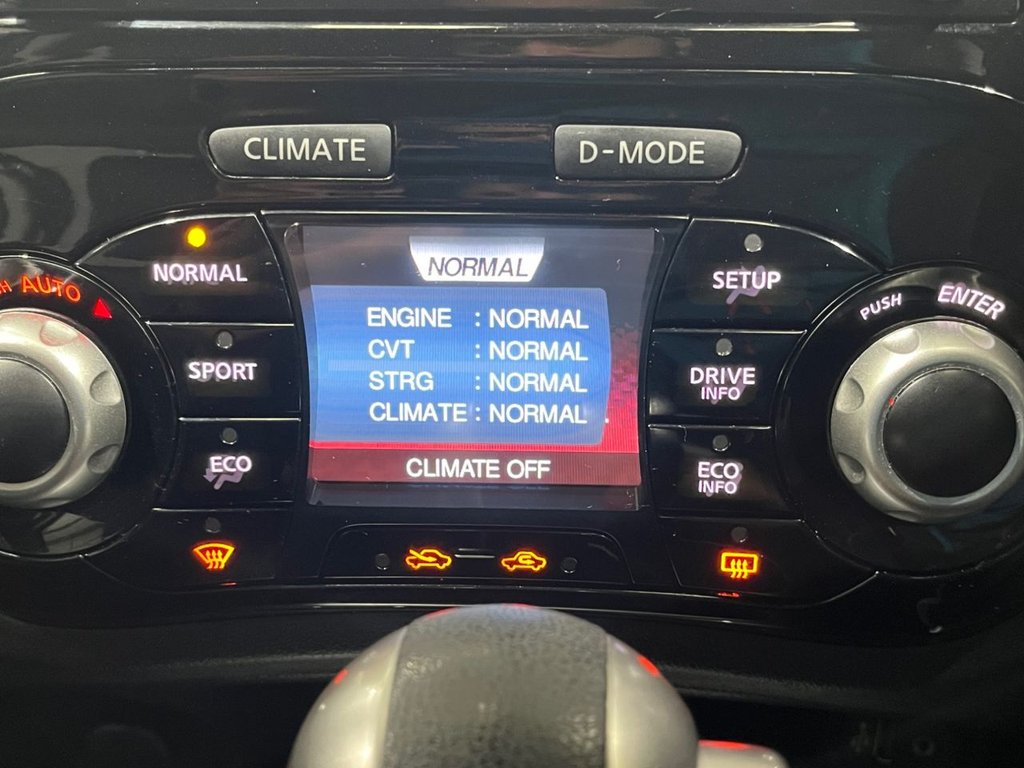 CLIMATE
D-MODE
NORMAL
AUTO
SPORT
ECO
NORMAL
ENGINE : NORMAL
CVT : NORMAL
STRG : NORMAL
CLIMATE : NORMAL
CLIMATE OFF
SETUP
DRIVE
INFO
ECO
INFO
PUSH ENTER